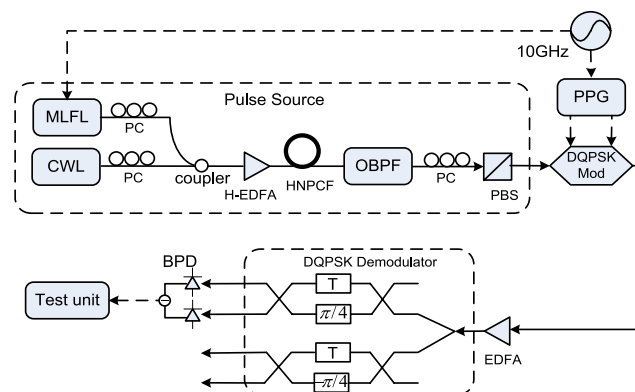 10GHz
Pulse Source
MLFL
PC
PPG
CWL
PC
coupler
H-EDFA
HNPCF
OBPF
PC
PBS
DQPSK
Mod
BPD
DQPSK Demodulator
Test unit
T
π/4
T
-π/4
EDFA